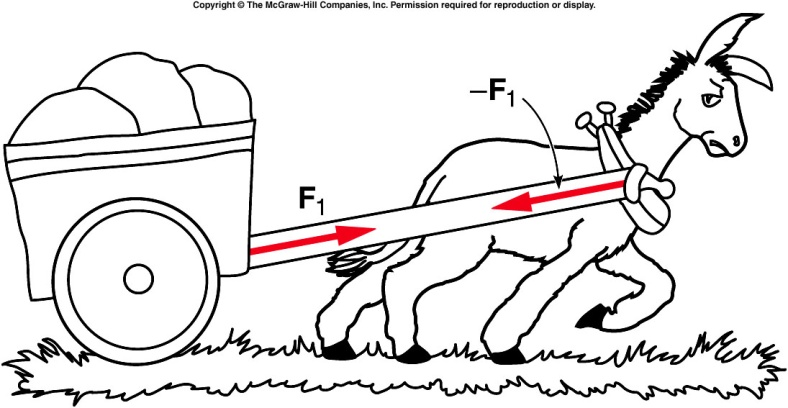 Copyright © The McGraw-Hill Companies, Inc. Permission required for reproduction or display.
–F₁
F₁